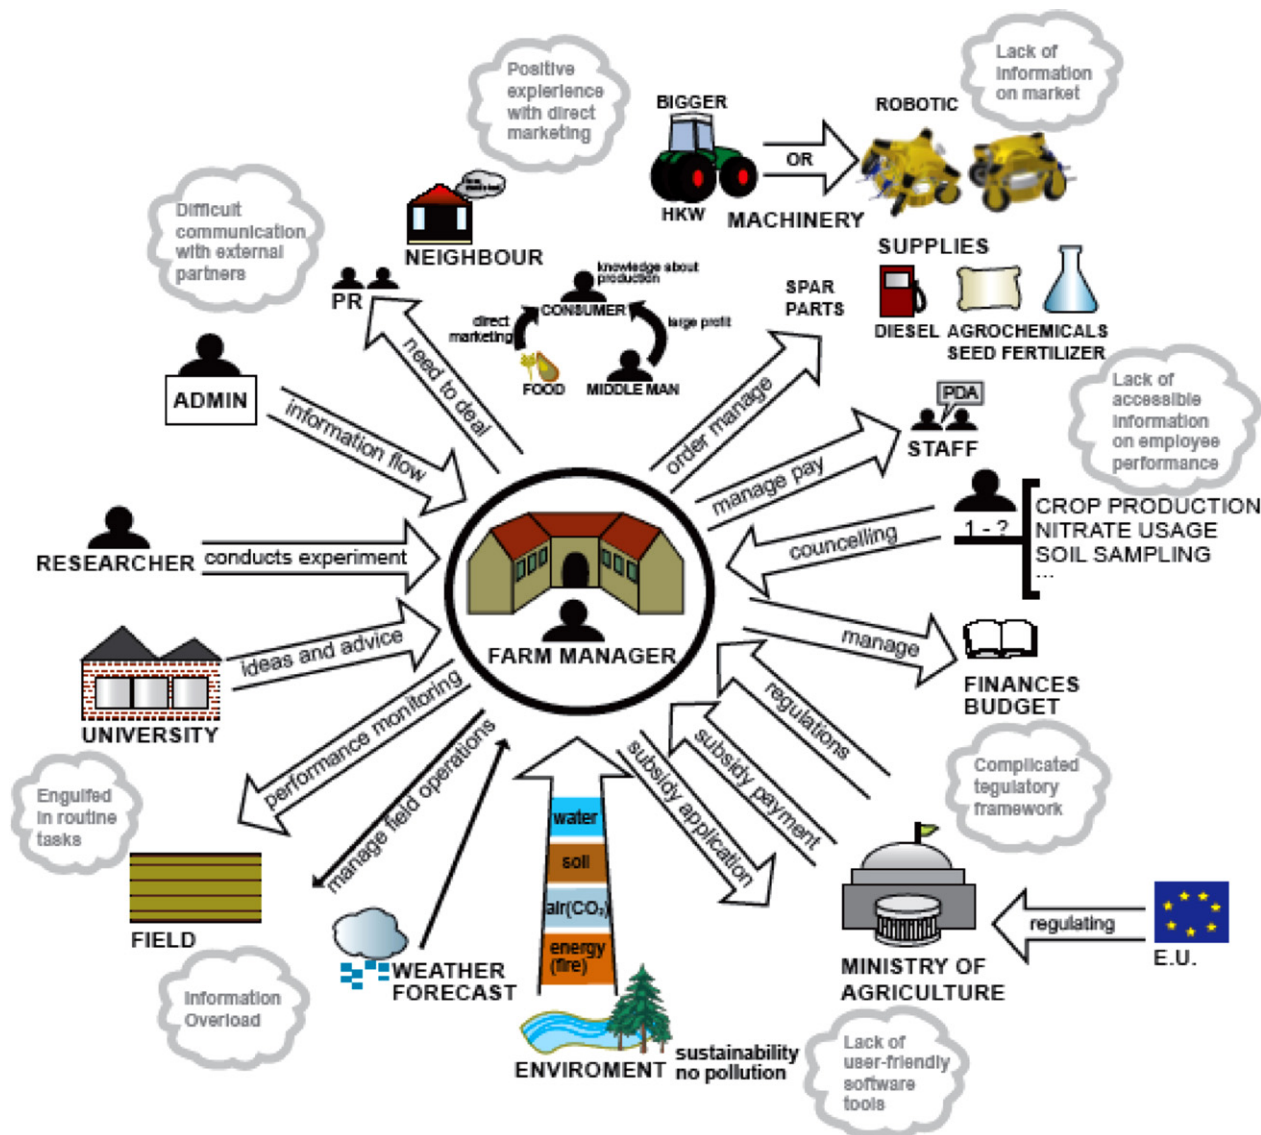 Positive
expierience
with direct
marketing
BIGGER
HKW
OR
MACHINERY
ROBOTIC
Lack of
information
on market
Difficult
communication
with external
partners
NEIGHBOUR
PR
knowledge about
production
CONSUMER
direct
marketing
large profit
FOOD
MIDDLE MAN
SPAR
PARTS
SUPPLIES
DIESEL
AGROCHEMICALS
SEED FERTILIZER
ADMIN
information flow
need to deal
order manage
manage pay
PDA
STAFF
Lack of
accessible
information
on employee
performance
RESEARCHER
conducts experiment
councelling
1 - ?
CROP PRODUCTION
NITRATE USAGE
SOIL SAMPLING
...
FARM MANAGER
UNIVERSITY
ideas and advice
manage
FINANCES
BUDGET
performance monitoring
manage field operations
regulations
subsidy payment
subsidy application
Complicated
tegulatory
framework
Engulfed
in routine
tasks
FIELD
Information
Overload
WEATHER
FORECAST
water
soil
air(CO₂)
energy
(fire)
ENVIROMENT
sustainability
no pollution
MINISTRY OF
AGRICULTURE
regulating
E.U.
Lack of
user-friendly
software
tools